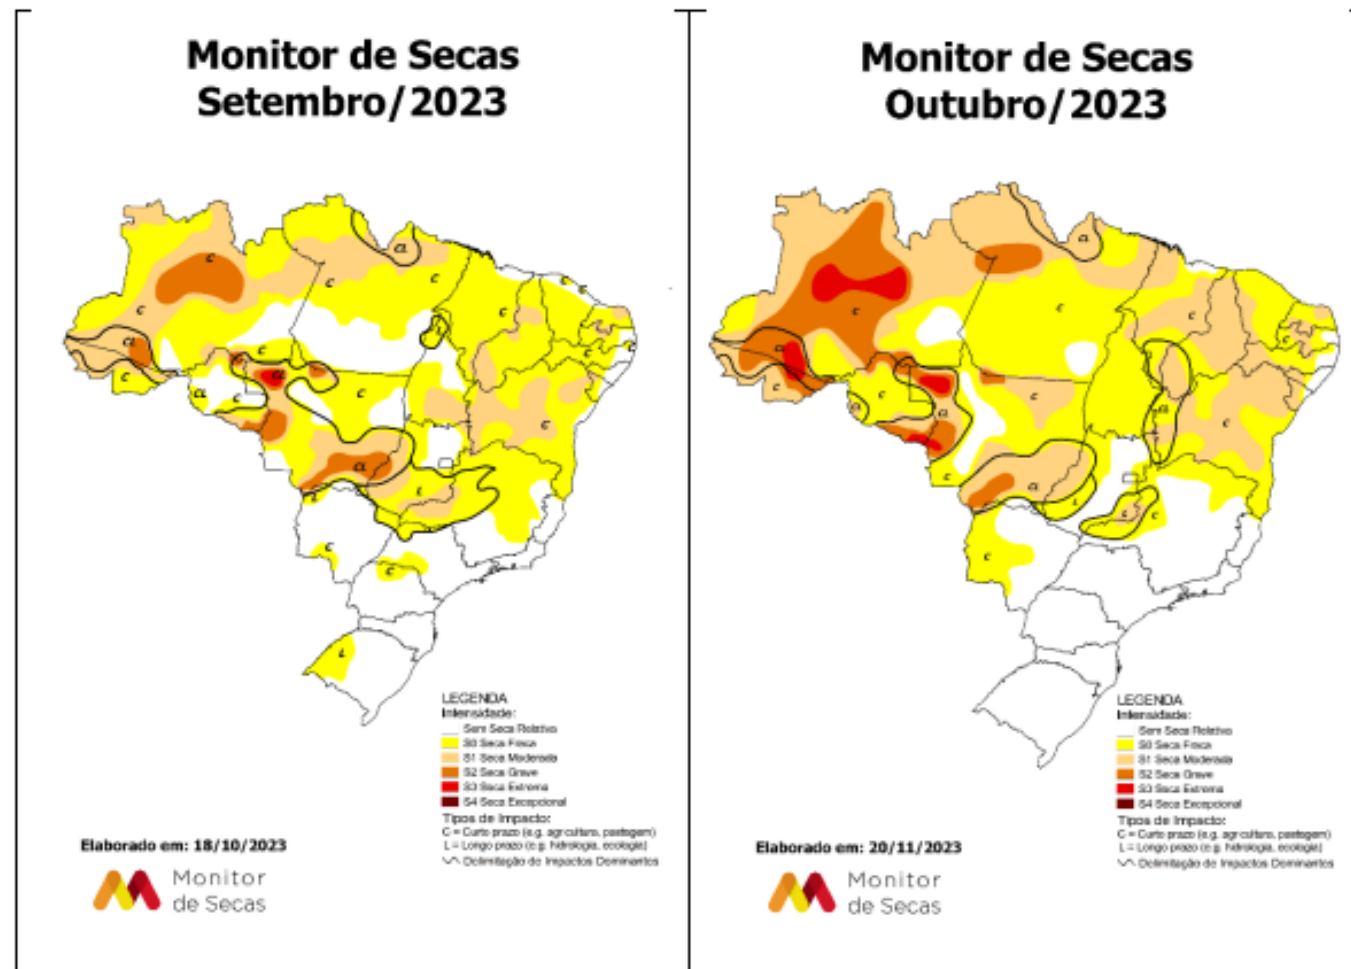 Monitor de Secas
Setembro/2023
LEGENDA
Intensidade:
Sem Seca Relativa
S0 Seca Fraca
S1 Seca Moderada
S2 Seca Grave
S3 Seca Extrema
S4 Seca Excepcional
Tipos de Impacto:
C = Curto prazo (e.g. agricultura, pastagem)
L = Longo prazo (e.g. hidrologia, ecologia)
Delimitação de Impactos Dominantes
Elaborado em: 18/10/2023
Monitor
de Secas
Monitor de Secas
Outubro/2023
LEGENDA
Intensidade:
Sem Seca Relativa
S0 Seca Fraca
S1 Seca Moderada
S2 Seca Grave
S3 Seca Extrema
S4 Seca Excepcional
Tipos de Impacto:
C = Curto prazo (e.g. agricultura, pastagem)
L = Longo prazo (e.g. hidrologia, ecologia)
Delimitação de Impactos Dominantes
Elaborado em: 20/11/2023
Monitor
de Secas